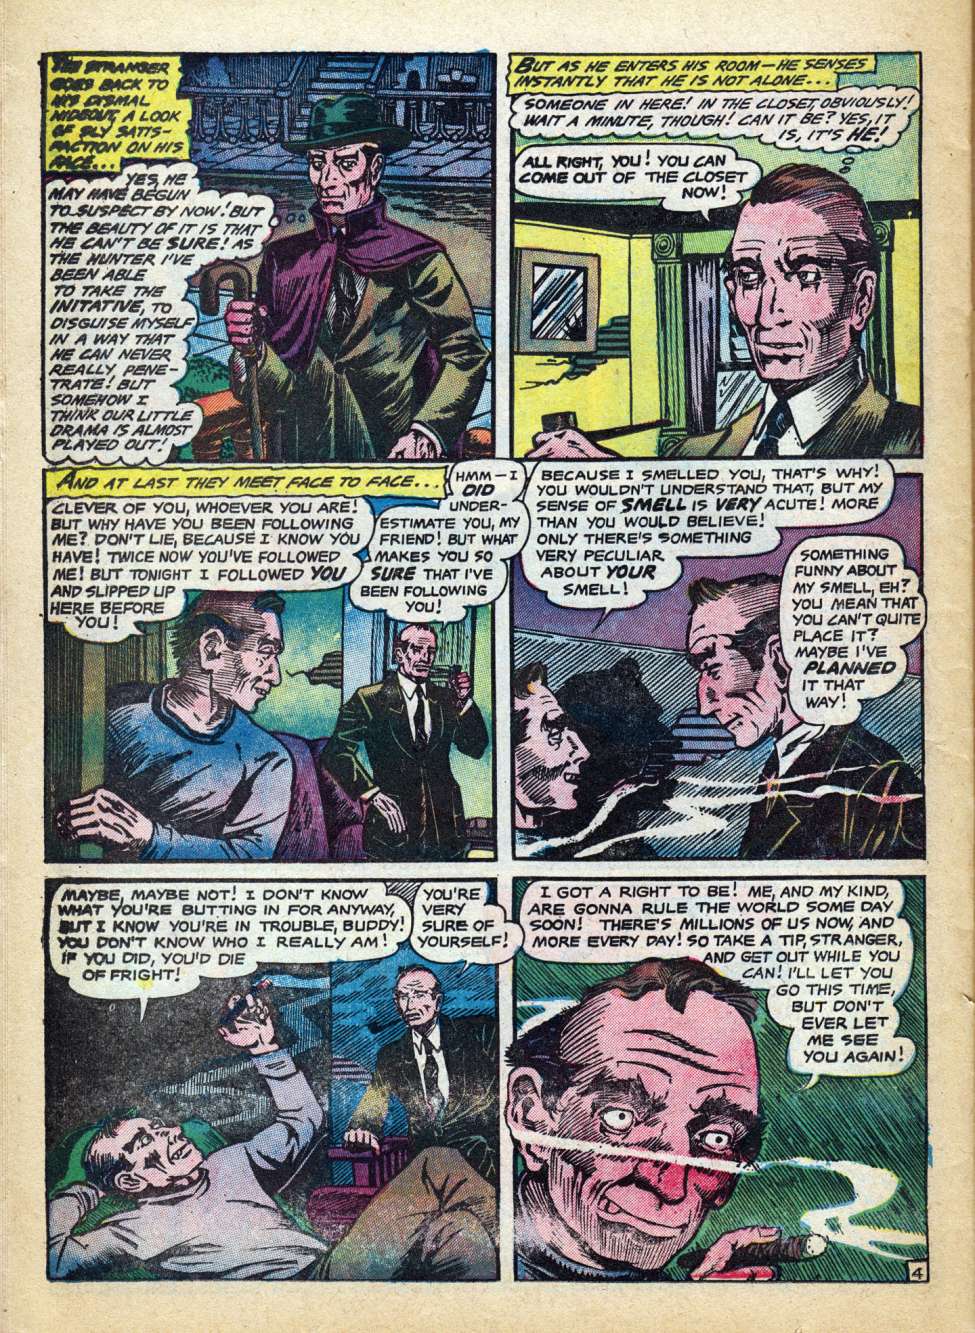 THE STRANGER
GOES BACK TO
HIS DISMAL
HIDEOUT, A LOOK
OF SLY SATIS-
FACTION ON HIS
FACE...
YES, HE
MAY HAVE BEGUN
TO SUSPECT BY NOW! BUT
THE BEAUTY OF IT IS THAT
HE CAN'T BE SURE! AS
THE HUNTER I'VE
BEEN ABLE
TO TAKE THE
INITATIVE, TO
DISGUISE MYSELF
IN A WAY THAT
HE CAN NEVER
REALLY, PENE-
TRATE! BUT
SOMEHOW I
THINK OUR LITTLE
DRAMA IS ALMOST
PLAYED OUT!
BUT AS HE ENTERS HIS ROOM—HE SENSES
INSTANTLY THAT HE IS NOT ALONE...
SOMEONE IN HERE! IN THE CLOSET, OBVIOUSLY!
WAIT A MINUTE, THOUGH! CAN IT BE? YES, IT
IS, IT'S HE!
ALL RIGHT, YOU! YOU CAN
COME OUT OF THE CLOSET
NOW!
AND AT LAST THEY MEET FACE TO FACE...
CLEVER OF YOU, WHOEVER YOU ARE!
BUT WHY HAVE YOU BEEN FOLLOWING
ME? DON'T LIE, BECAUSE I KNOW YOU
HAVE! TWICE NOW YOU'VE FOLLOWED
ME! BUT TONIGHT I FOLLOWED YOU
AND SLIPPED UP
HERE BEFORE
YOU!
HMM—I
DID
UNDER-
ESTIMATE YOU, MY
FRIEND! BUT WHAT
MAKES YOU SO
SURE THAT I'VE
BEEN FOLLOWING
YOU!
BECAUSE I SMELLED YOU, THAT'S WHY!
YOU WOULDN'T UNDERSTAND THAT, BUT MY
SENSE OF SMELL IS VERY ACUTE! MORE
THAN YOU WOULD BELIEVE!
ONLY THERE'S SOMETHING
VERY PECULIAR
ABOUT YOUR
SMELL!
SOMETHING
FUNNY ABOUT
MY SMELL, EH?
YOU MEAN THAT
YOU CAN'T QUITE
PLACE IT?
MAYBE I'VE
PLANNED
IT THAT
WAY!
MAYBE, MAYBE NOT! I DON'T KNOW
WHAT YOU'RE BUTTING IN FOR ANYWAY,
BUT I KNOW YOU'RE IN TROUBLE, BUDDY!
YOU DON'T KNOW WHO I REALLY AM!
IF YOU DID, YOU'D DIE
OF FRIGHT!
YOU'RE
VERY
SURE OF
YOURSELF!
I GOT A RIGHT TO BE! ME, AND MY KIND,
ARE GONNA RULE THE WORLD SOME DAY
SOON! THERE'S MILLIONS OF US NOW, AND
MORE EVERY DAY! SO TAKE A TIP, STRANGER,
AND GET OUT WHILE YOU
CAN! I'LL LET YOU
GO THIS TIME,
BUT DON'T
EVER LET
ME SEE
YOU AGAIN!
4